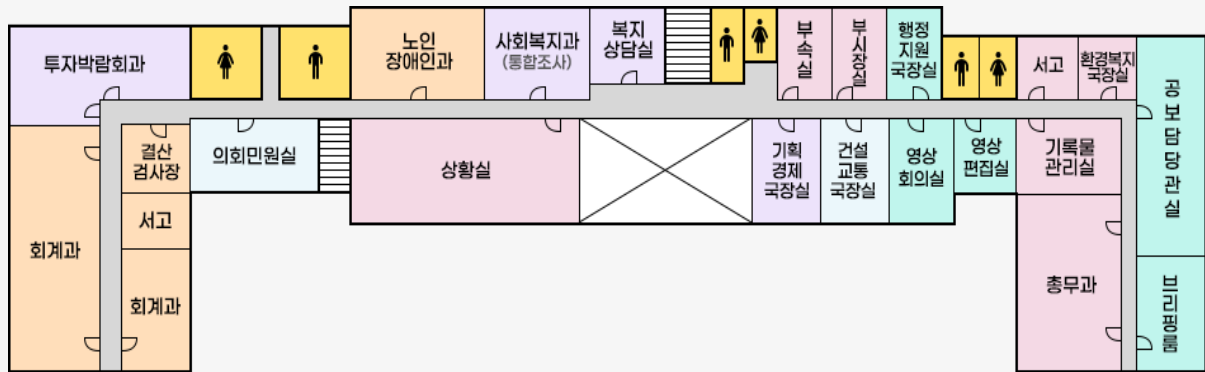 투자박람회과
노인
장애인과
사회복지과
(통합조사)
복지
상담실
부속실
부시장실
행정
지원
국장실
서고
환경복지
국장실
공보담당관실
결산
검사장
의회민원실
상황실
기획
경제
국장실
건설
교통
국장실
영상
회의실
영상
편집실
기록물
관리실
회계과
서고
회계과
총무과
브리핑룸